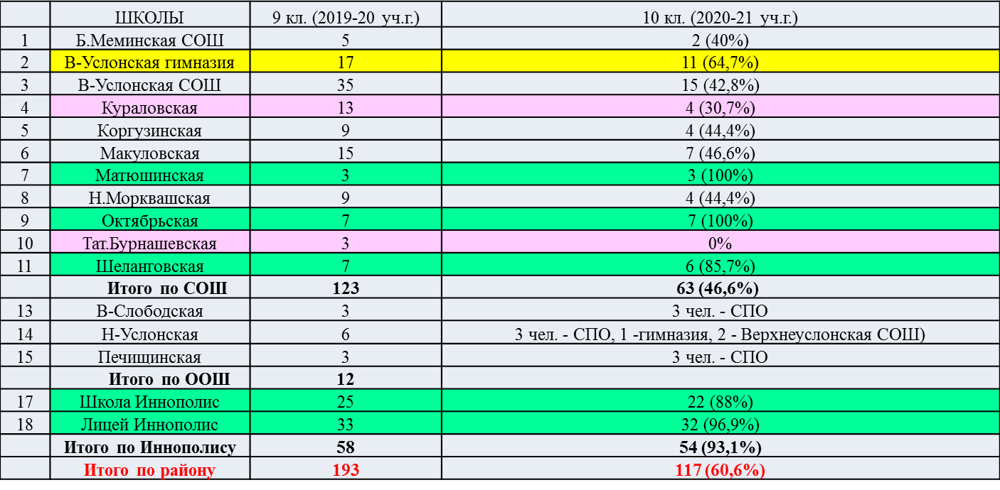 ШКОЛЫ 9 кл. (2019-20 уч.г.) 10 кл. (2020-21 уч.г.)
1 Б.Меминская СОШ 5 2 (40%)
2 В-Услонская гимназия 17 11 (64,7%)
3 В-Услонская СОШ 35 15 (42,8%)
4 Кураловская 13 4 (30,7%)
5 Коргузинская 9 4 (44,4%)
6 Макуловская 15 7 (46,6%)
7 Матюшинская 3 3 (100%)
8 Н.Моркваshская 9 4 (44,4%)
9 Октябрьская 7 7 (100%)
10 Тат.Бурнашевская 3 0%
11 Шеланговская 7 6 (85,7%)
Итого по СОШ 123 63 (46,6%)
13 В-Слободская 3 3 чел. - СПО
14 Н-Услонская 6 3 чел. - СПО, 1 -гимназия, 2 - Верхнеуслонская СОШ)
15 Печищинская 3 3 чел. - СПО
Итого по ООШ 12
17 Школа Иннополис 25 22 (88%)
18 Лицей Иннополис 33 32 (96,9%)
Итого по Иннополису 58 54 (93,1%)
Итого по району 193 117 (60,6%)